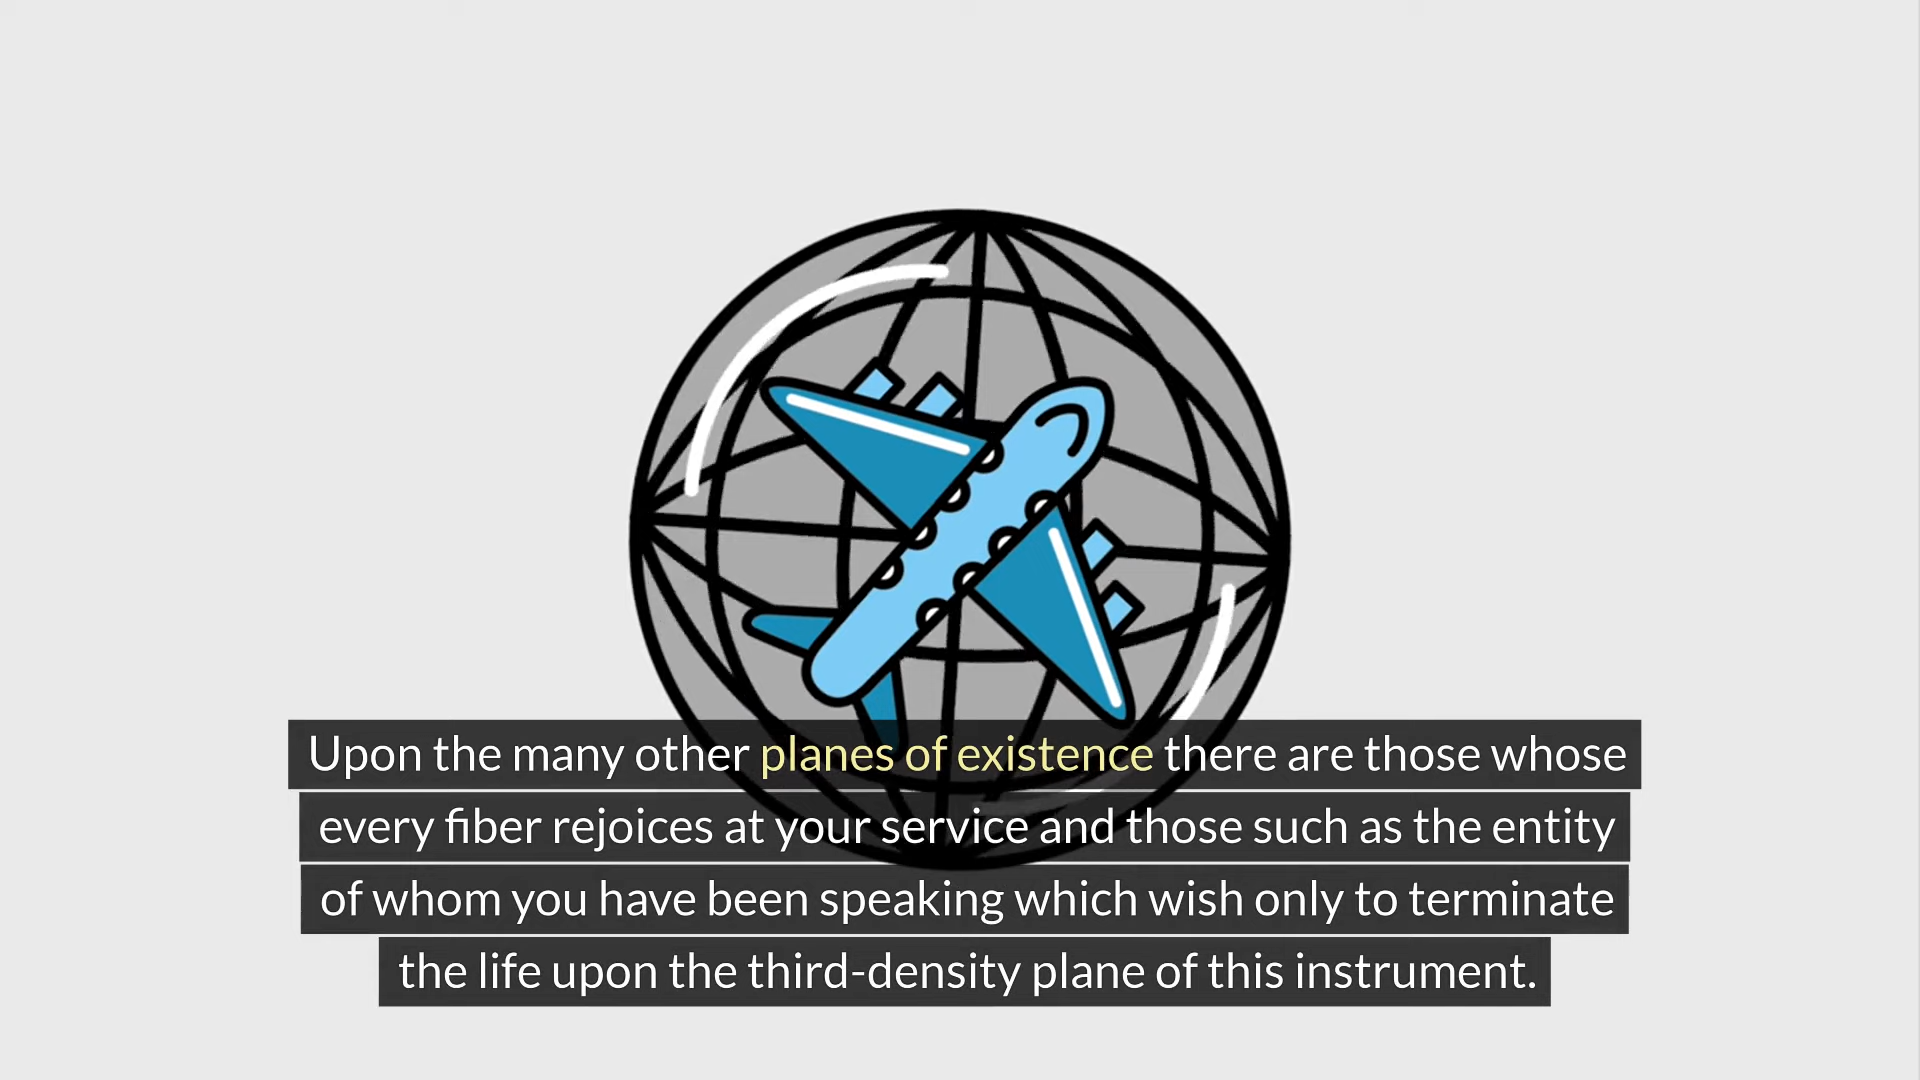 Upon the many other planes of existence there are those whose
every fiber rejoices at your service and those such as the entity
of whom you have been speaking which wish only to terminate
the life upon the third-density plane of this instrument.